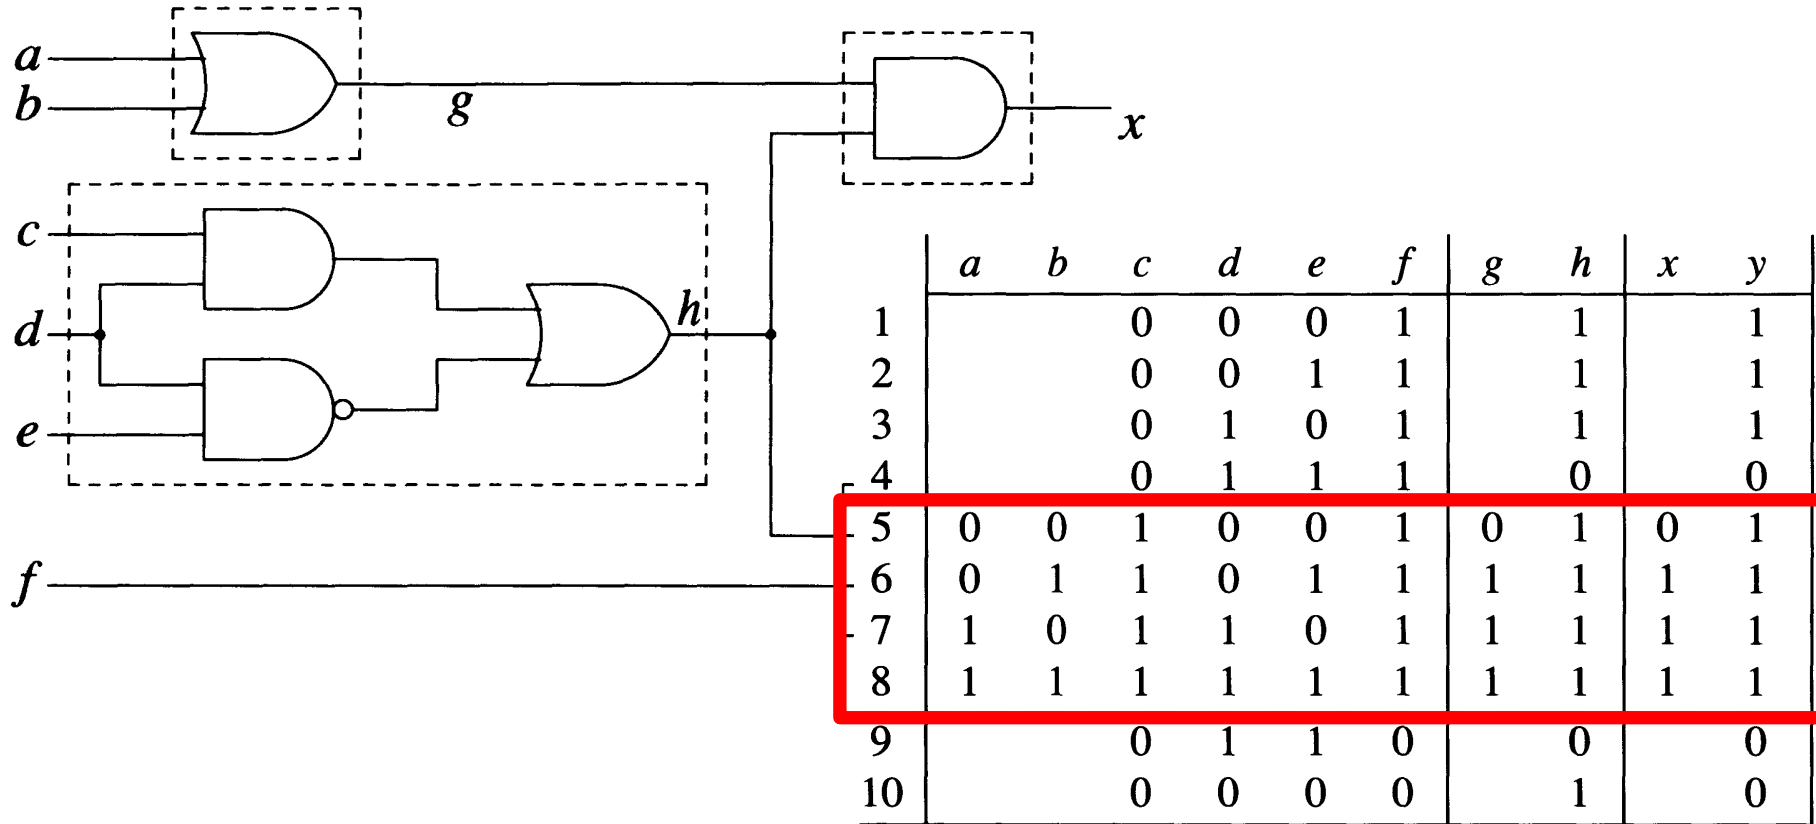 a
b
g
x
c
d
h
e
f
a b c d e f g h x y
1 0 0 0 1 1 1
2 0 0 1 1 1 1
3 0 1 0 1 1 1
4 0 1 1 1 0 0
5 0 0 1 0 0 1 0 1 0 1
6 0 1 1 0 1 1 1 1 1 1
7 1 0 1 1 0 1 1 1 1 1
8 1 1 1 1 1 1 1 1 1 1
9 0 1 1 0 0 0
10 0 0 0 0 1 0